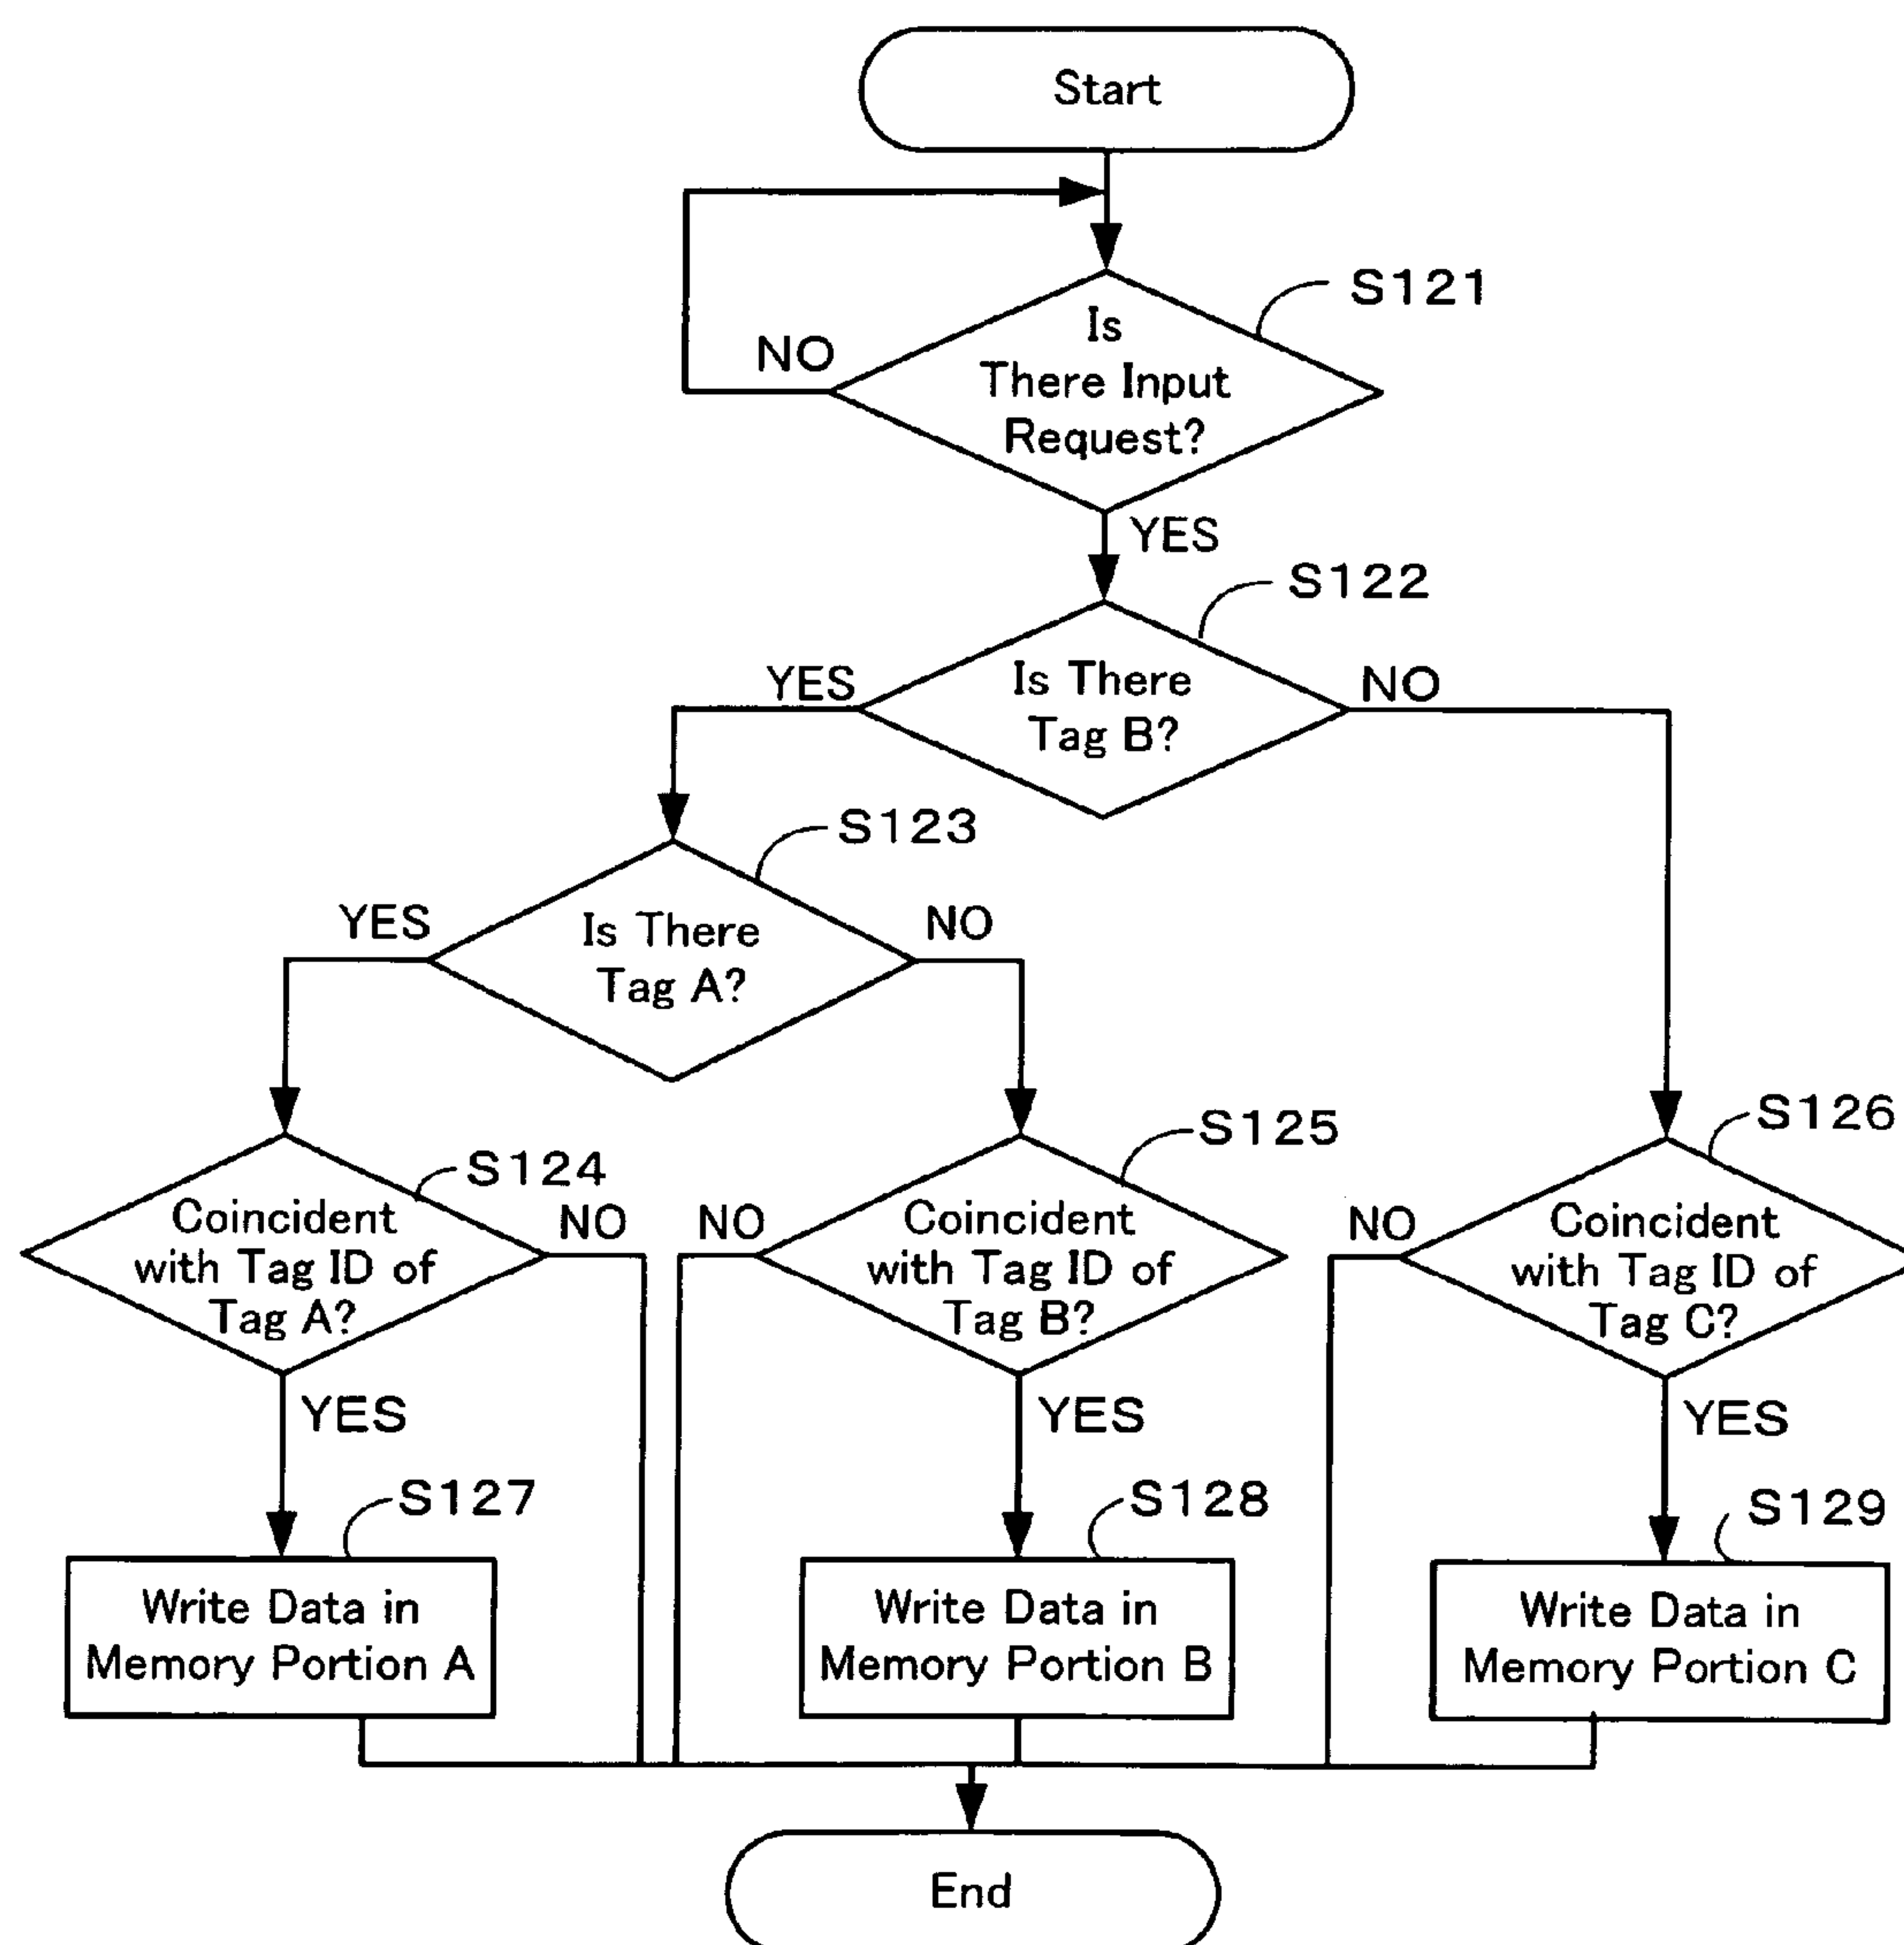 Start
S121
Is
There Input
Request?
NO
YES
S122
Is There
Tag B?
YES
NO
S123
Is There
Tag A?
YES
NO
S124
Coincident
with Tag ID of
Tag A?
NO
YES
S125
Coincident
with Tag ID of
Tag B?
NO
YES
S126
Coincident
with Tag ID of
Tag C?
NO
YES
S127
Write Data in
Memory Portion A
S128
Write Data in
Memory Portion B
S129
Write Data in
Memory Portion C
End